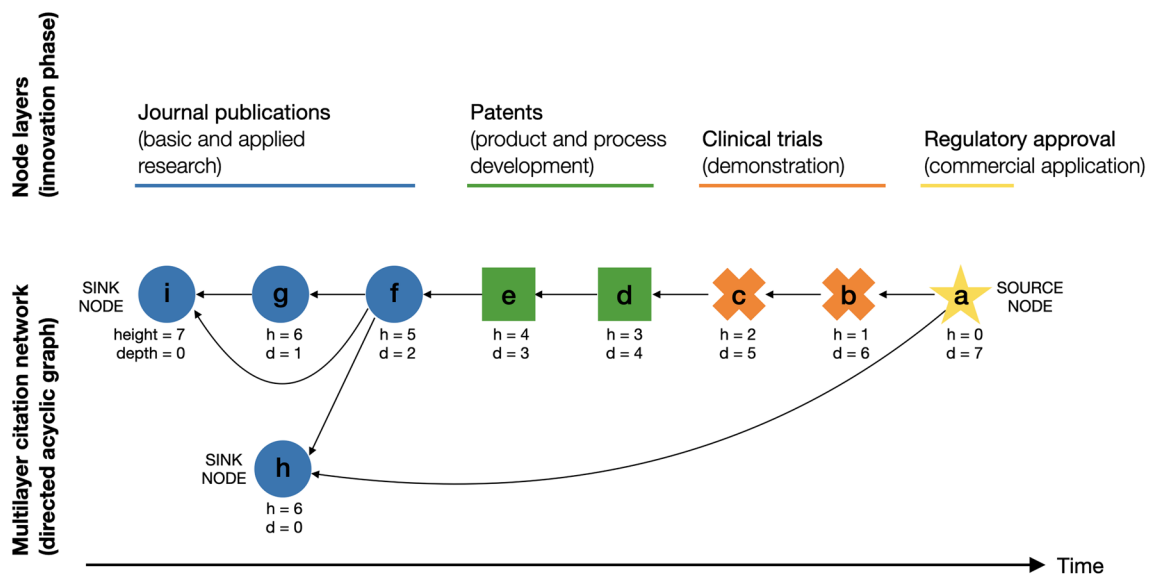 Node layers
(innovation phase)
Journal publications
(basic and applied
research)
Patents
(product and process
development)
Clinical trials
(demonstration)
Regulatory approval
(commercial application)
Multilayer citation network
(directed acyclic graph)
SINK
NODE
i
height = 7
depth = 0
g
h = 6
d = 1
f
h = 5
d = 2
e
h = 4
d = 3
d
h = 3
d = 4
c
h = 2
d = 5
b
h = 1
d = 6
a
h = 0
d = 7
SOURCE
NODE
SINK
NODE
h
h = 6
d = 0
Time